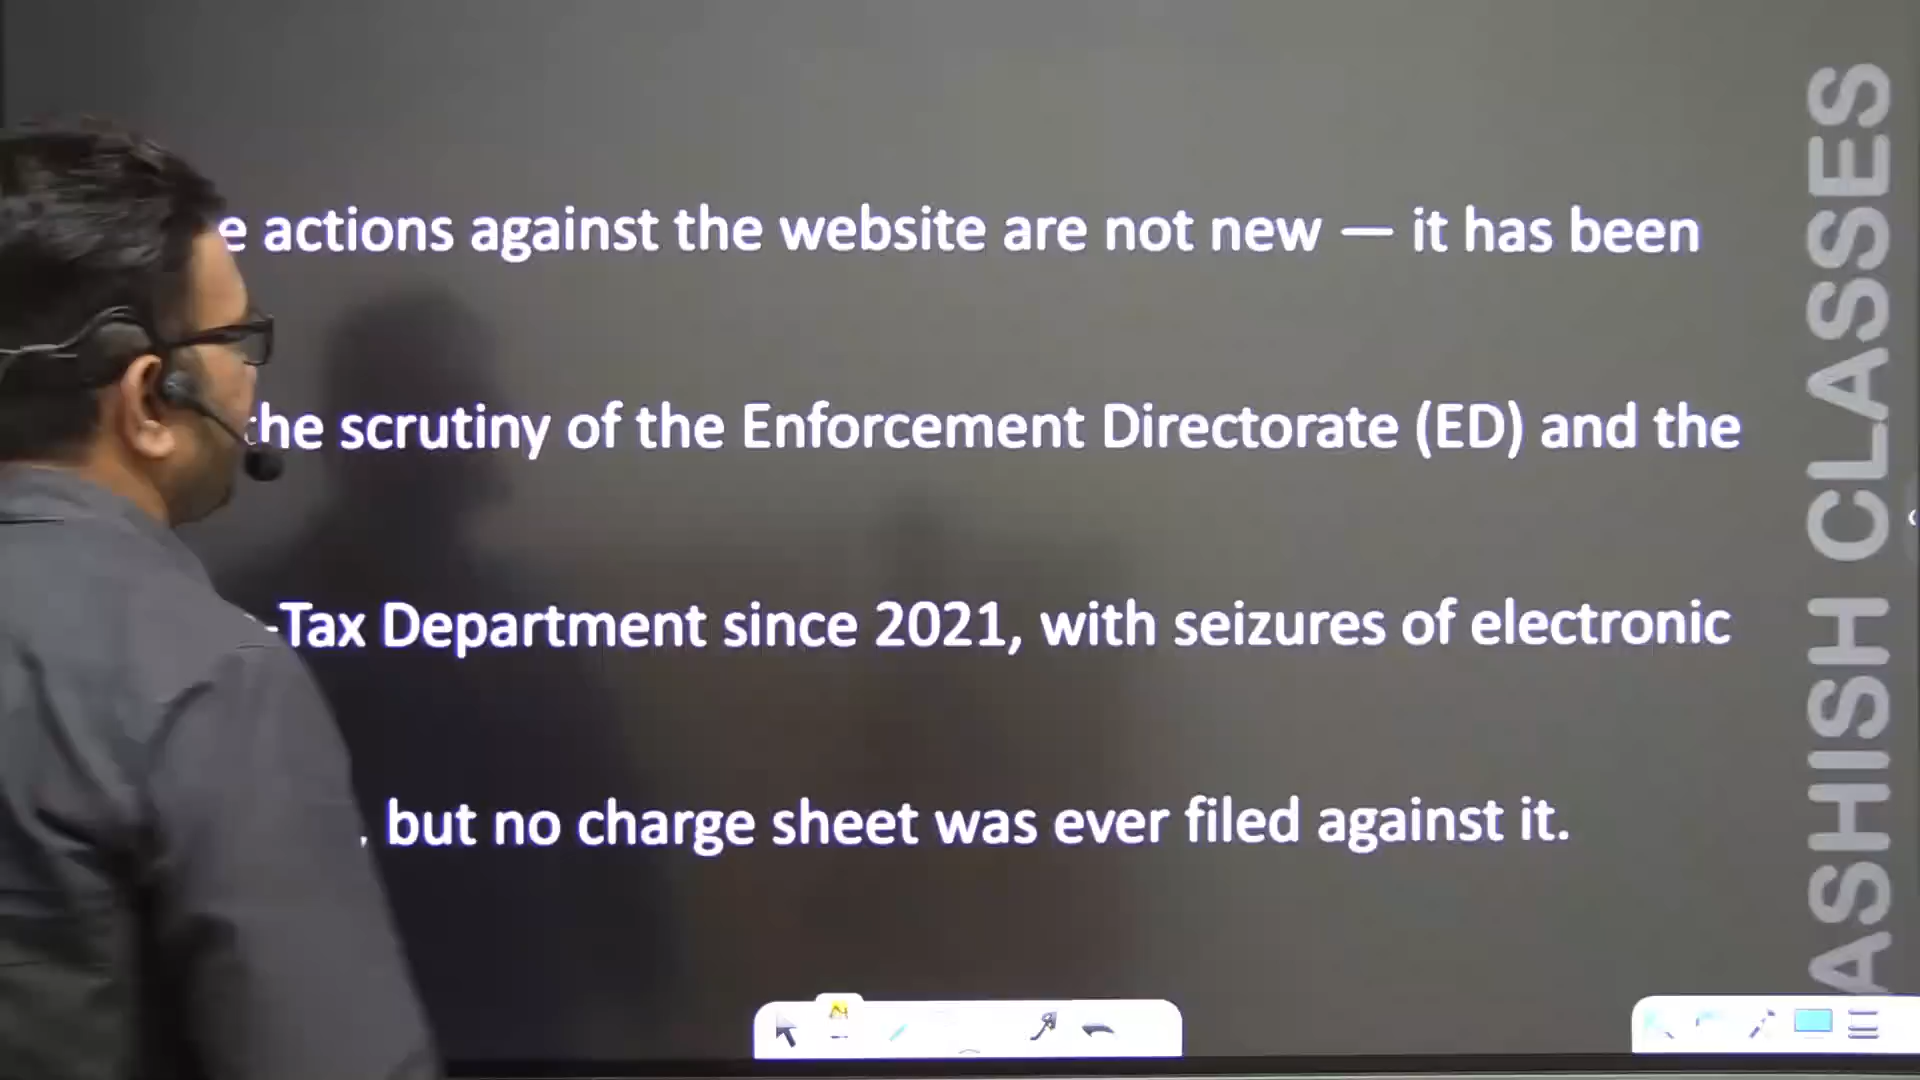 actions against the website are not new — it has been
the scrutiny of the Enforcement Directorate (ED) and the
-Tax Department since 2021, with seizures of electronic
, but no charge sheet was ever filed against it.
ASHISH CLASSES